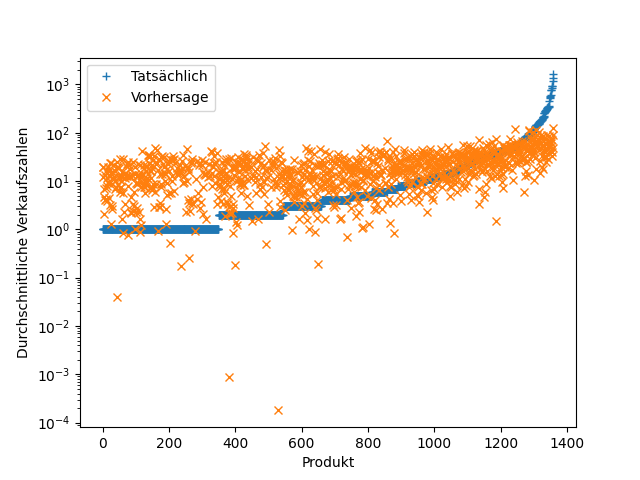 Tatsächlich
Vorhersage
Durchschnittliche Verkaufszahlen
10³
10²
10¹
10⁰
10⁻¹
10⁻²
10⁻³
10⁻⁴
0 200 400 600 800 1000 1200 1400
Produkt